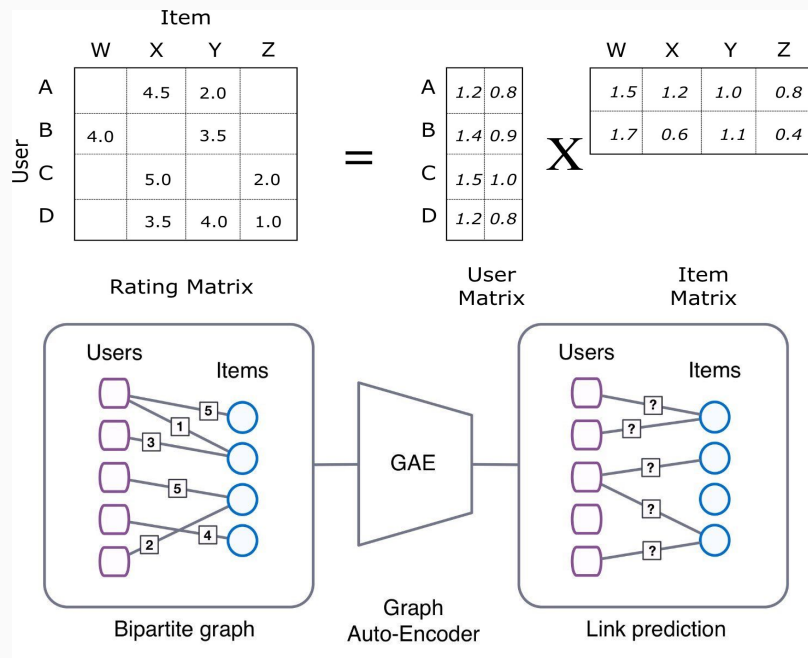 Item
W X Y Z W X Y Z
A 4.5 2.0 A 1.2 0.8 1.5 1.2 1.0 0.8
B 4.0 3.5 B 1.4 0.9 1.7 0.6 1.1 0.4
User
= X
C 5.0 2.0 C 1.5 1.0
D 3.5 4.0 1.0 D 1.2 0.8
Rating Matrix
User
Matrix
Item
Matrix
Users
Items
5
1
3
5
4
2
Bipartite graph
GAE
Graph
Auto-Encoder
Users
Items
?
?
?
?
?
Link prediction